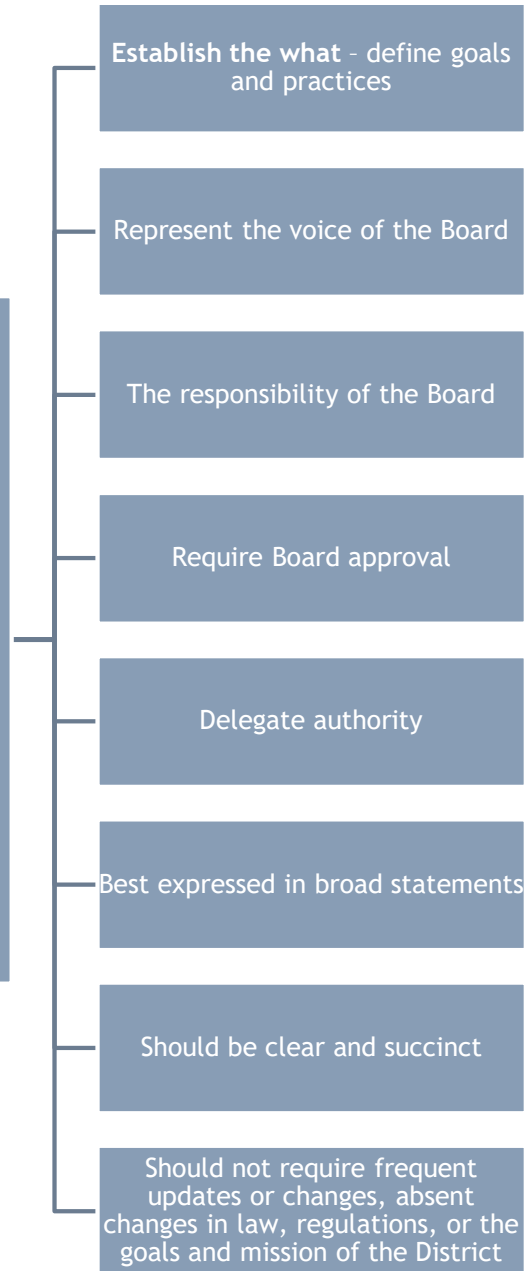 Establish the what – define goals
and practices
Represent the voice of the Board
The responsibility of the Board
Require Board approval
Delegate authority
Best expressed in broad statements
Should be clear and succinct
Should not require frequent
updates or changes, absent
changes in law, regulations, or the
goals and mission of the District